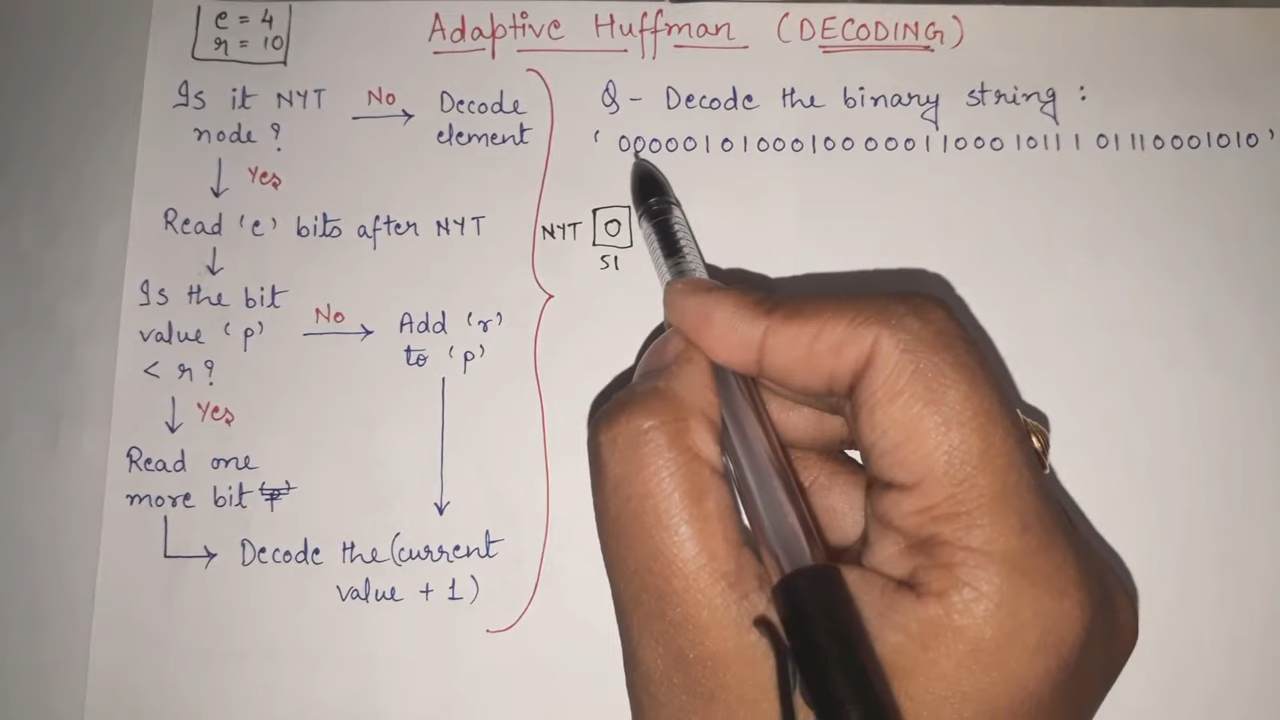 e = 4
r = 10
Adaptive Huffman (DECODING)
Is it NYT node ?
No
Decode element
Yes
Read 'e' bits after NYT
Is the bit value 'p' < r ?
No
Add 'r' to 'p'
Yes
Read one more bit
Decode the (current value + 1)
Q - Decode the binary string :
' 0000010100010000011000101110111 0001010 '
NYT 0
51